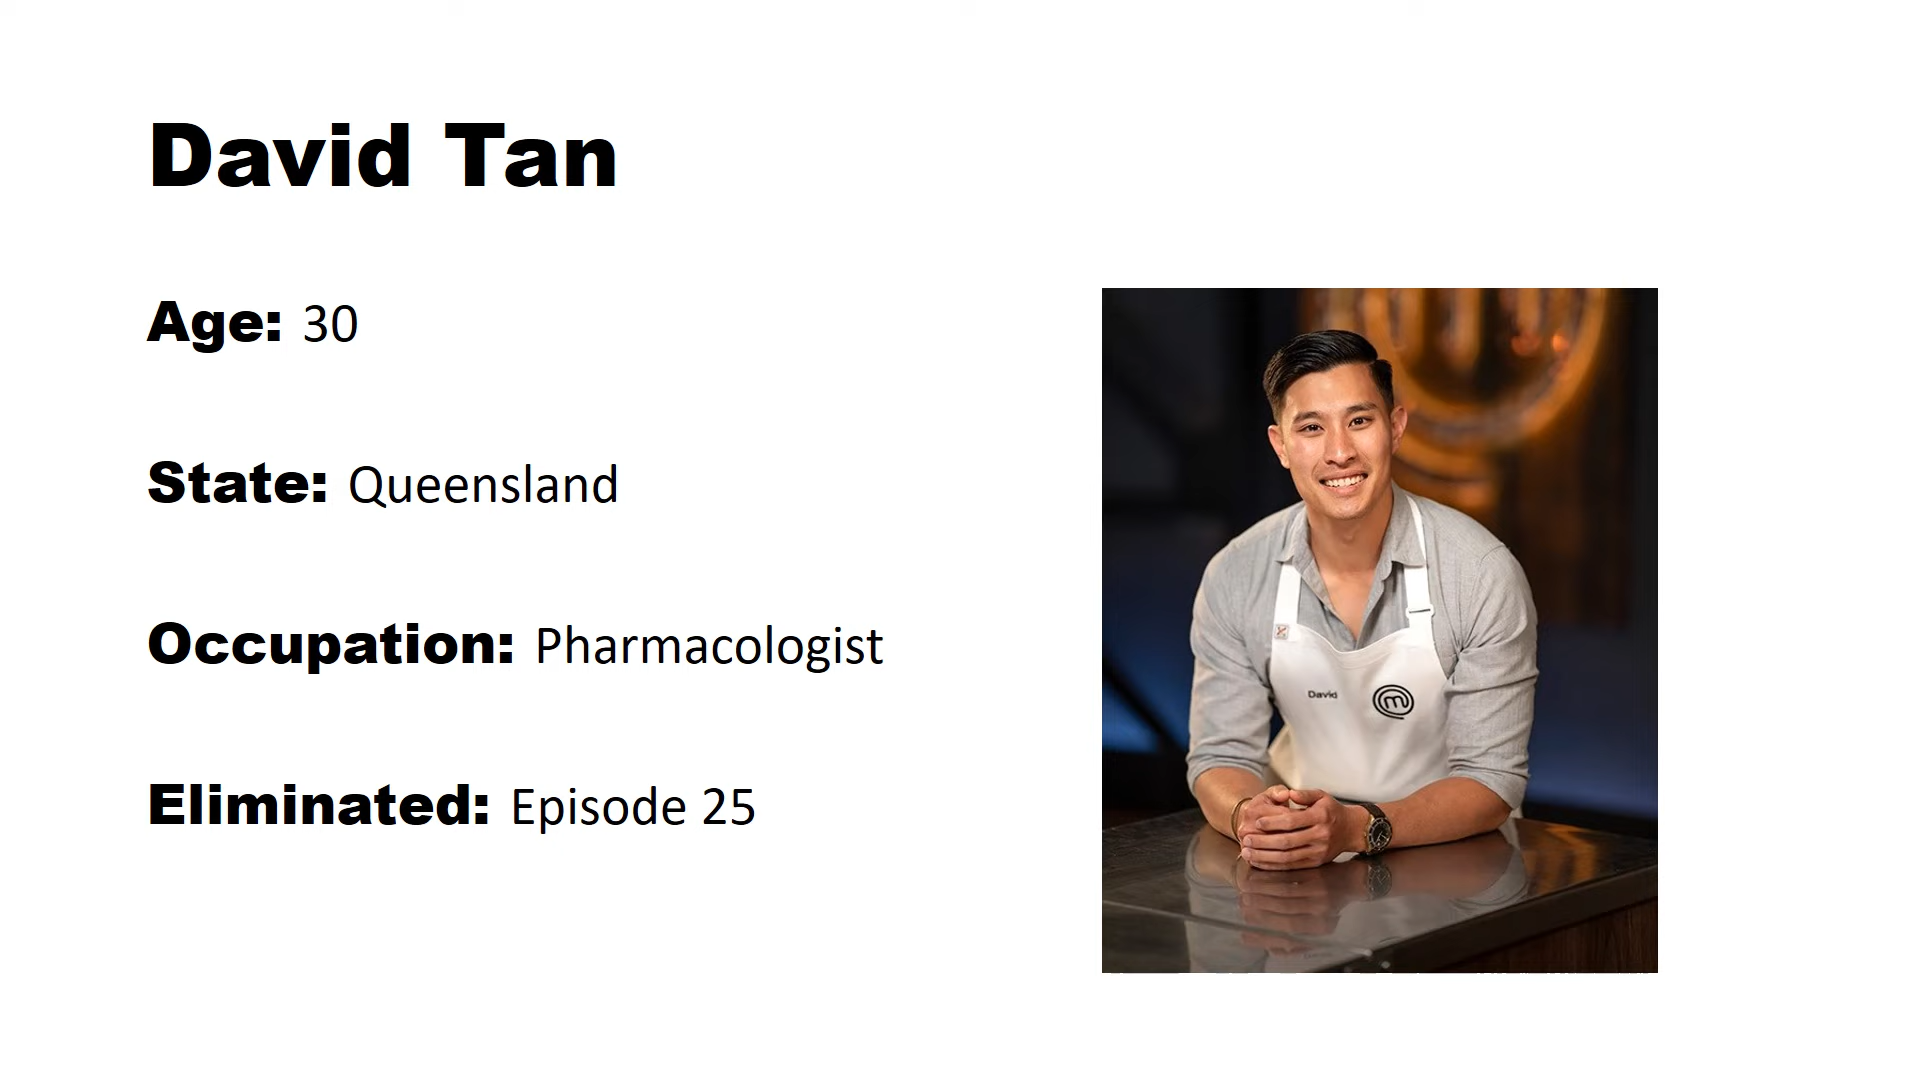 David Tan
Age: 30
State: Queensland
Occupation: Pharmacologist
Eliminated: Episode 25
David